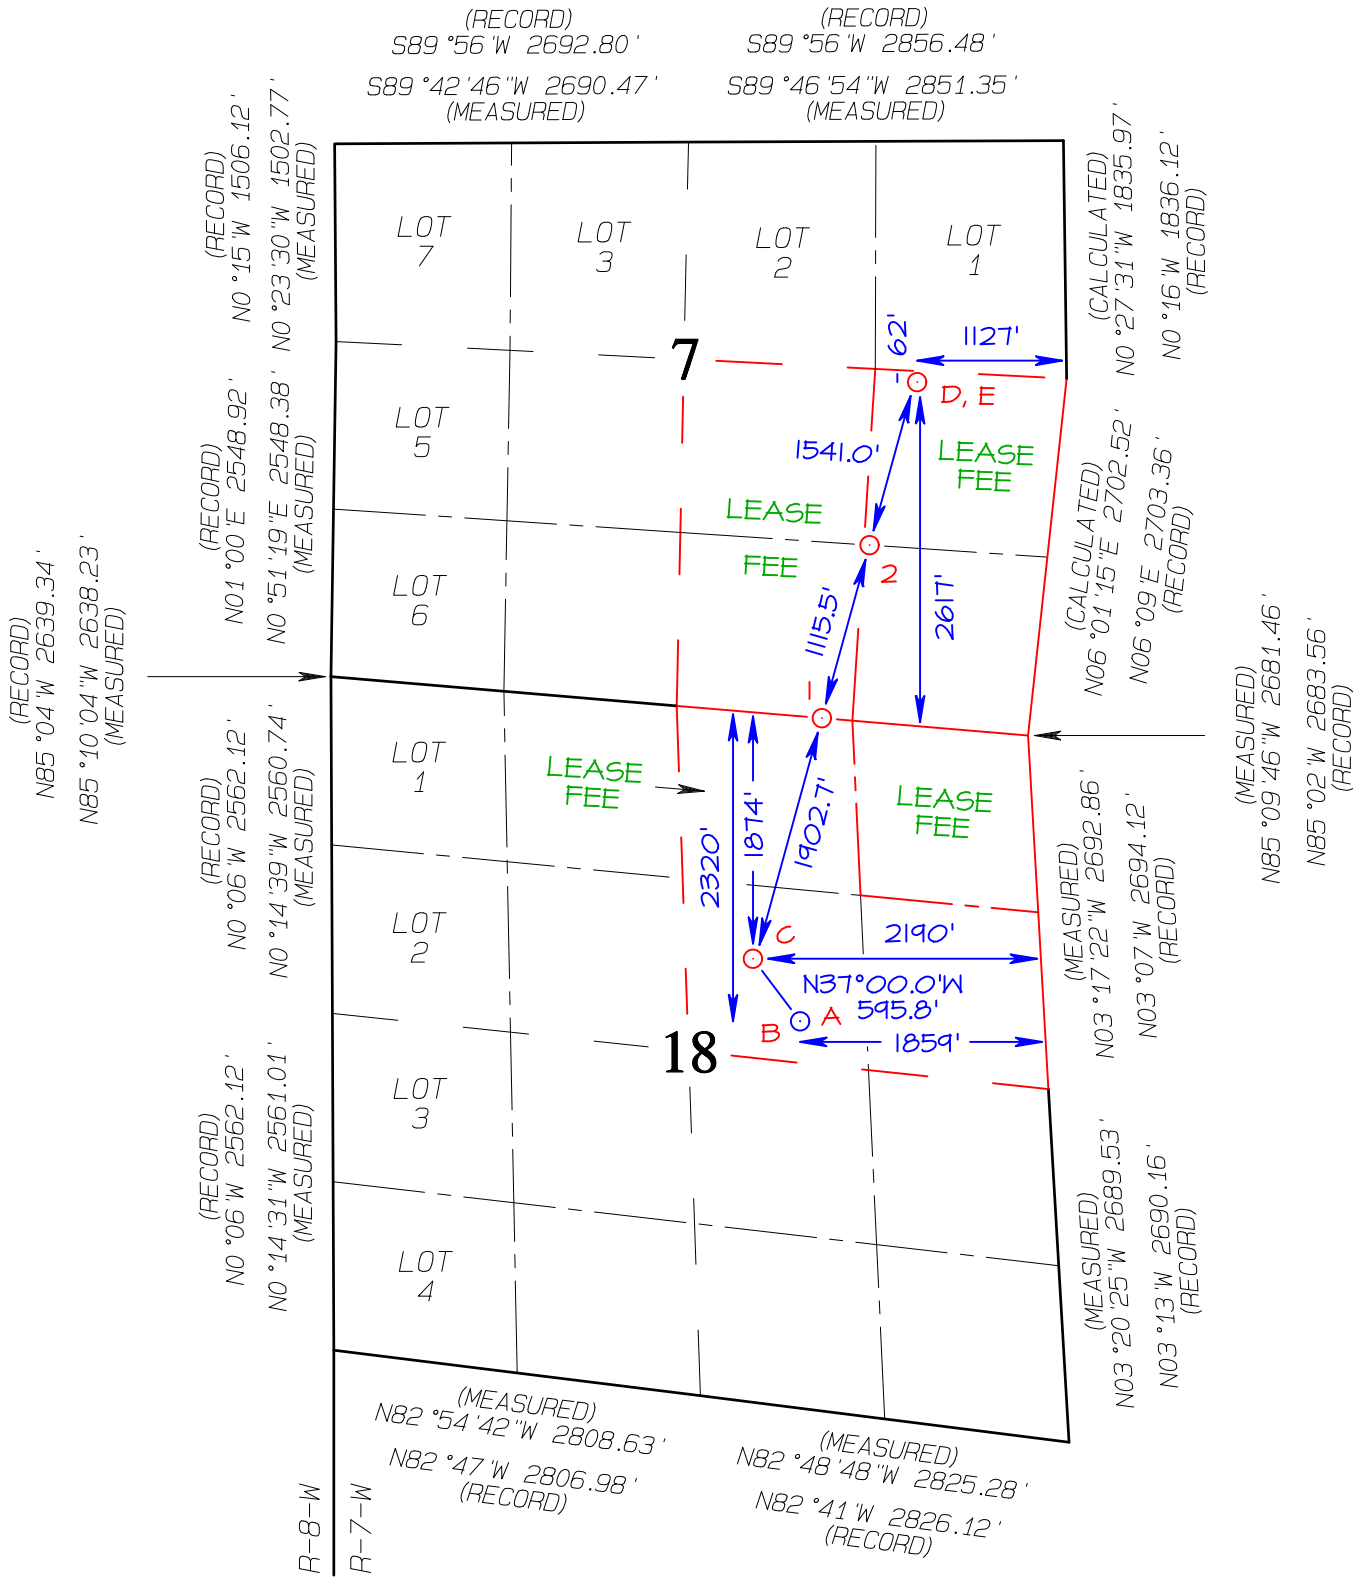 (RECORD)
S89°56'W 2692.80'
S89°42'46"W 2690.47'
(MEASURED)
(RECORD)
S89°56'W 2856.48'
S89°46'54"W 2851.35'
(MEASURED)
(RECORD)
N0°15'W 1506.12'
N0°23'30"W 1502.77'
(MEASURED)
(CALCULATED)
N0°27'31"W 1835.97'
N0°16'W 1836.12'
(RECORD)
LOT
7
LOT
3
LOT
2
LOT
1
7
62'
1127'
D, E
(RECORD)
N01°00'E 2548.92'
N0°51'19"E 2548.38'
(MEASURED)
LOT
5
1541.0'
LEASE
FEE
LEASE
FEE
(CALCULATED)
N06°01'15"E 2702.52'
N06°09'E 2703.36'
(RECORD)
2
LOT
6
1115.5'
2617'
1
(RECORD)
N85°04'W 2639.34'
N85°10'04"W 2638.23'
(MEASURED)
(MEASURED)
N85°09'46"W 2681.46'
N85°02'W 2683.56'
(RECORD)
(RECORD)
N0°06'W 2562.12'
N0°14'39"W 2560.74'
(MEASURED)
LOT
1
LEASE
FEE
2320'
1874'
1902.7'
LEASE
FEE
(MEASURED)
N03°17'22"W 2692.86'
N03°07'W 2694.12'
(RECORD)
LOT
2
C
2190'
N37°00.0'W
595.8'
B
A
1859'
18
(RECORD)
N0°06'W 2562.12'
N0°14'31"W 2561.01'
(MEASURED)
LOT
3
LOT
4
(MEASURED)
N03°20'25"W 2689.53'
N03°13'W 2690.16'
(RECORD)
(MEASURED)
N82°54'42"W 2808.63'
N82°47'W 2806.98'
(RECORD)
(MEASURED)
N82°48'48"W 2825.28'
N82°41'W 2826.12'
(RECORD)
R-8-W
R-7-W